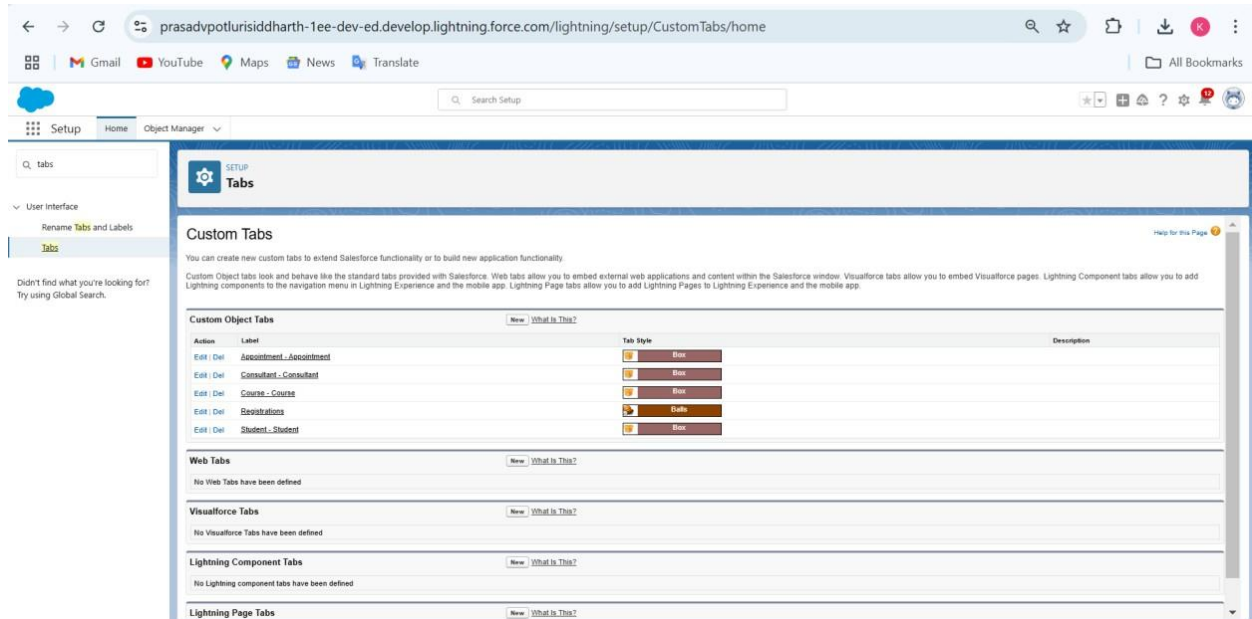 prasadvpotlurisiddharth-1ee-dev-ed.develop.lightning.force.com/lightning/setup/CustomTabs/home
K
Gmail YouTube Maps News Translate All Bookmarks
Search Setup
12
Setup Home Object Manager
tabs
SETUP
Tabs
User Interface
Rename Tabs and Labels
Tabs
Didn't find what you're looking for?
Try using Global Search.
Custom Tabs
Help for this Page
You can create new custom tabs to extend Salesforce functionality or to build new application functionality.
Custom Object tabs look and behave like the standard tabs provided with Salesforce. Web tabs allow you to embed external web applications and content within the Salesforce window. Visualforce tabs allow you to embed Visualforce pages. Lightning Component tabs allow you to add
Lightning components to the navigation menu in Lightning Experience and the mobile app. Lightning Page tabs allow you to add Lightning Pages to Lightning Experience and the mobile app.
Custom Object Tabs New What Is This?
Action Label Tab Style Description
Edit | Del Appointment - Appointment Box
Edit | Del Consultant - Consultant Box
Edit | Del Course - Course Box
Edit | Del Registrations Balls
Edit | Del Student - Student Box
Web Tabs New What Is This?
No Web Tabs have been defined
Visualforce Tabs New What Is This?
No Visualforce Tabs have been defined
Lightning Component Tabs New What Is This?
No Lightning component tabs have been defined
Lightning Page Tabs New What Is This?